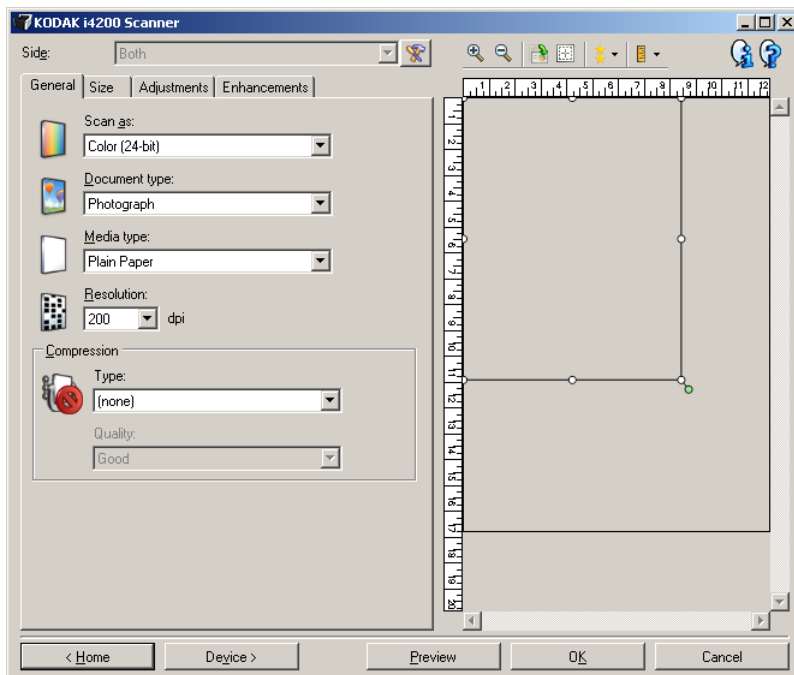 KODAK i4200 Scanner
Side: Both
General Size Adjustments Enhancements
Scan as:
Color (24-bit)
Document type:
Photograph
Media type:
Plain Paper
Resolution:
200 dpi
Compression
Type:
(none)
Quality:
Good
1 2 3 4 5 6 7 8 9 10 11 12
1
2
3
4
5
6
7
8
9
10
11
12
13
14
15
16
17
18
19
20
< Home Device > Preview OK Cancel